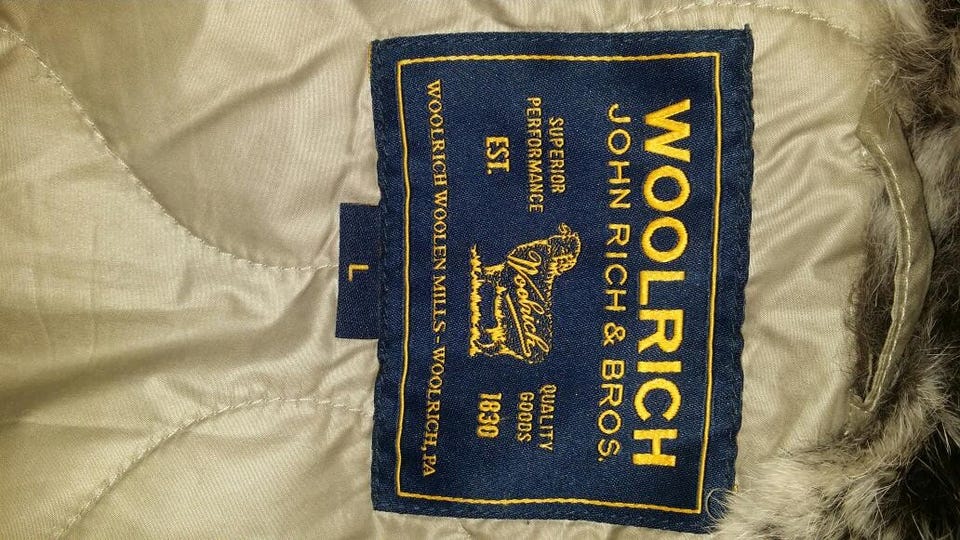 WOOLRICH
JOHN RICH & BROS.
SUPERIOR
PERFORMANCE
QUALITY
GOODS
EST.
1830
Woolrich
WOOLRICH WOOLEN MILLS - WOOLRICH, PA
L